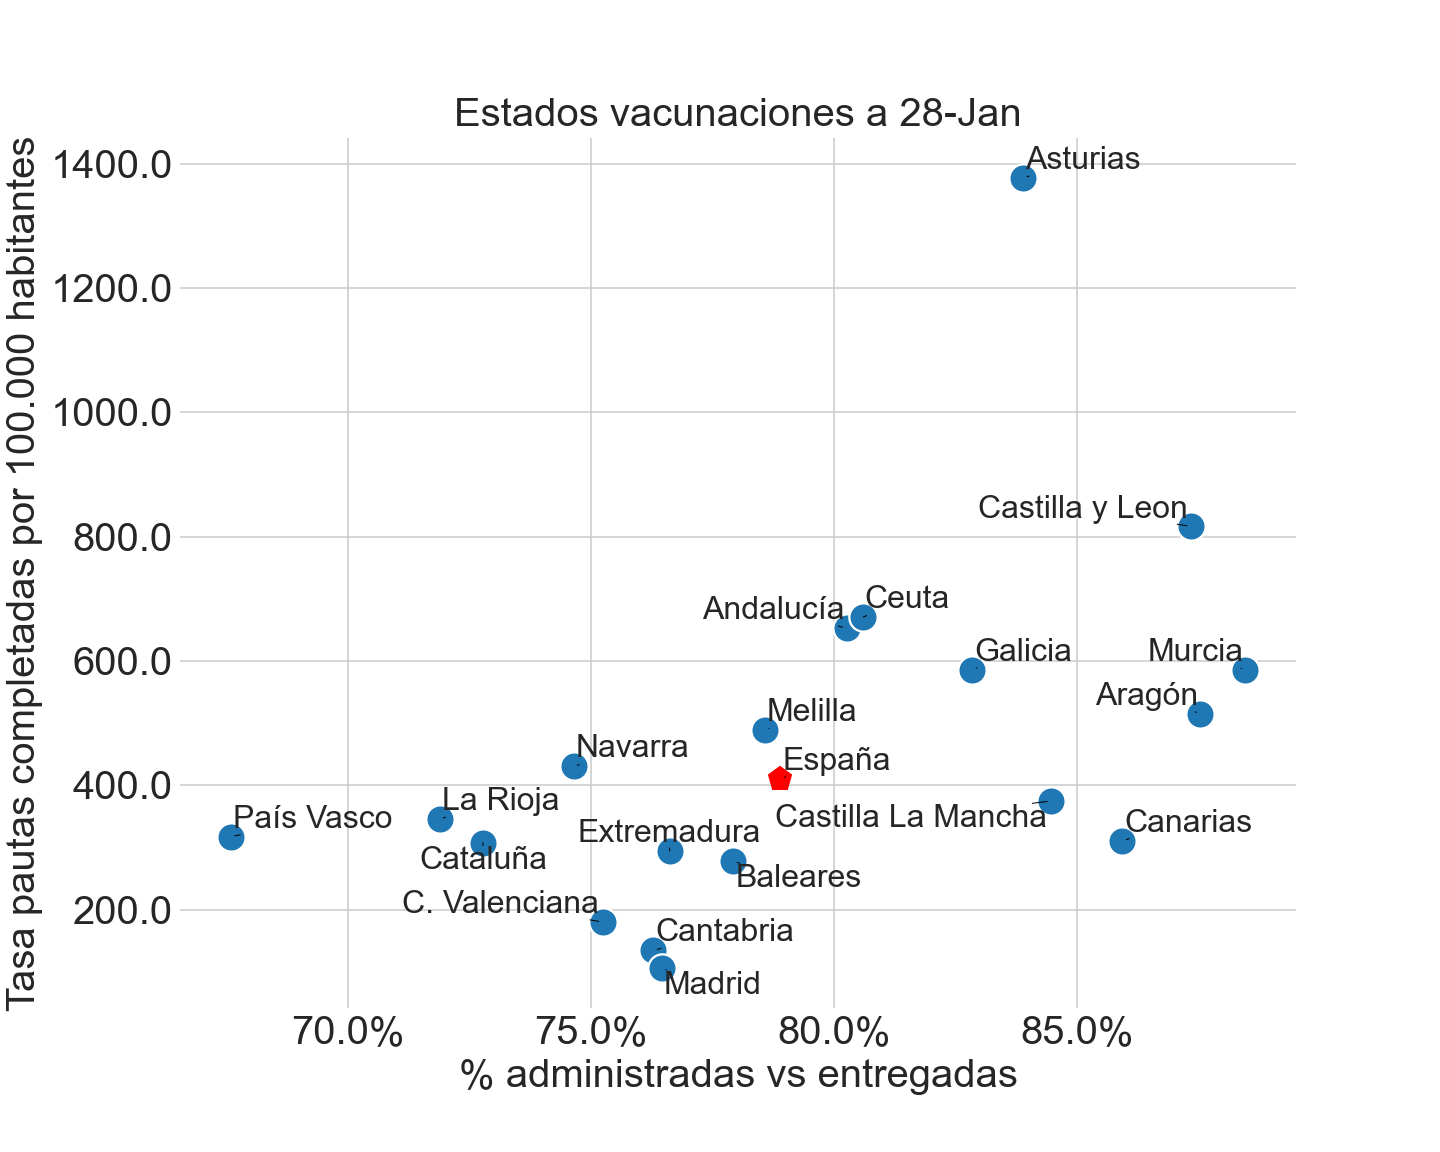 Estados vacunaciones a 28-Jan
Tasa pautas completadas por 100.000 habitantes
1400.0
1200.0
1000.0
800.0
600.0
400.0
200.0
Asturias
Castilla y Leon
Ceuta
Andalucía
Galicia
Murcia
Aragón
Melilla
Navarra
España
La Rioja
País Vasco
Castilla La Mancha
Canarias
Extremadura
Cataluña
Baleares
C. Valenciana
Cantabria
Madrid
70.0%
75.0%
80.0%
85.0%
% administradas vs entregadas